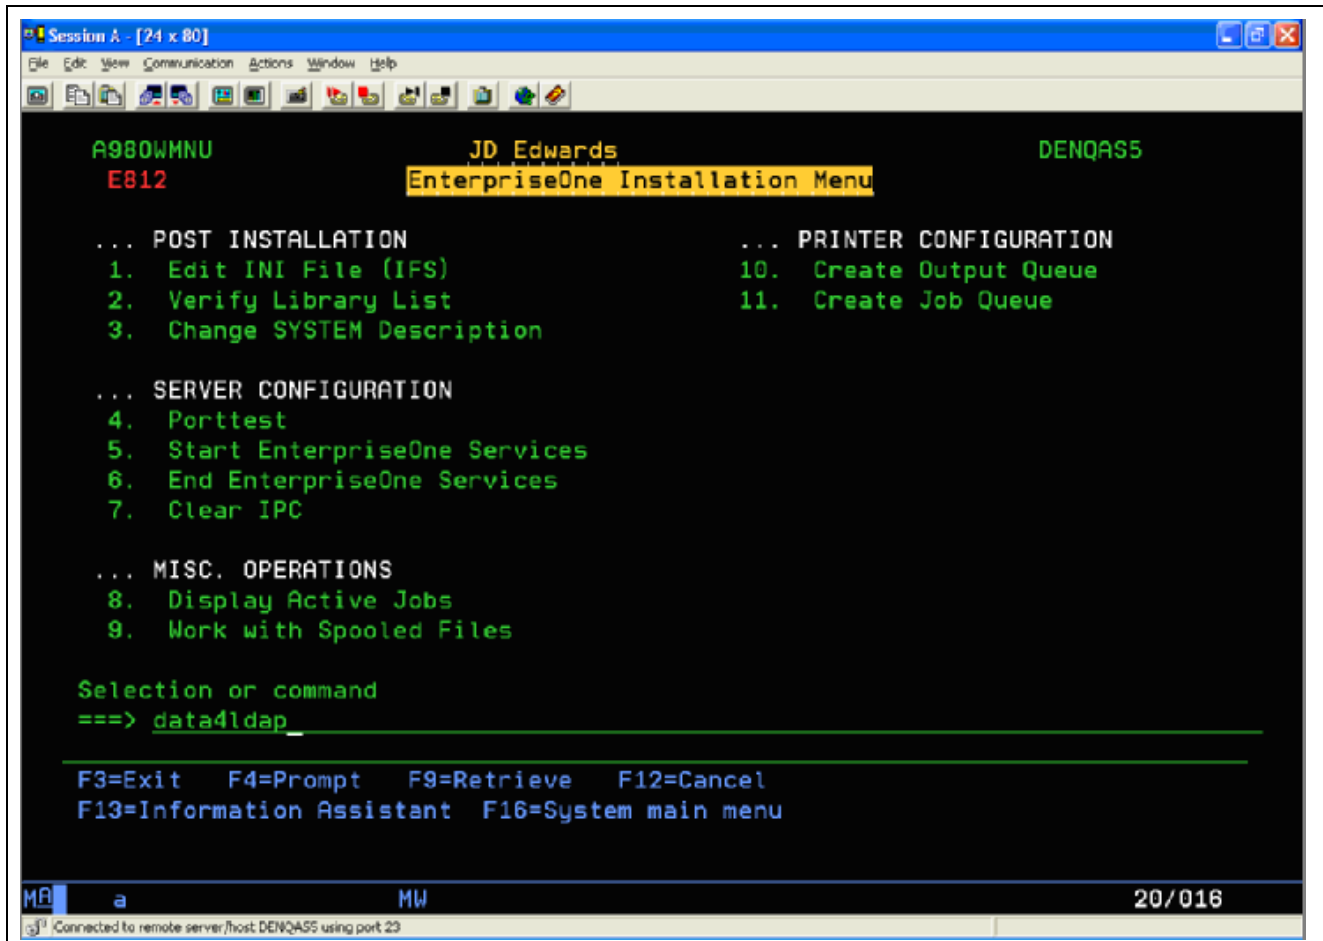 Session A - [24 x 80]
File Edit View Communication Actions Window Help
A980WMNU JD Edwards DENQAS5
E812 EnterpriseOne Installation Menu
... POST INSTALLATION ... PRINTER CONFIGURATION
1. Edit INI File (IFS) 10. Create Output Queue
2. Verify Library List 11. Create Job Queue
3. Change SYSTEM Description
... SERVER CONFIGURATION
4. Porttest
5. Start EnterpriseOne Services
6. End EnterpriseOne Services
7. Clear IPC
... MISC. OPERATIONS
8. Display Active Jobs
9. Work with Spooled Files
Selection or command
===> data4ldap
F3=Exit F4=Prompt F9=Retrieve F12=Cancel
F13=Information Assistant F16=System main menu
MA a MW 20/016
Connected to remote server/host DENQAS5 using port 23